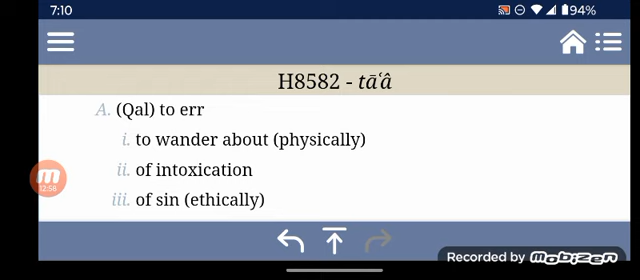 7:10
94%
H8582 - tāʿâ
A. (Qal) to err
i. to wander about (physically)
ii. of intoxication
iii. of sin (ethically)
12:58
Recorded by mobizen